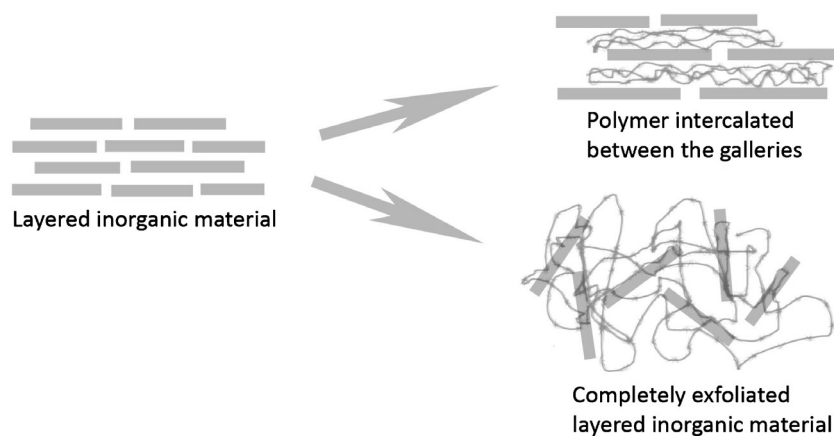 Layered inorganic material
Polymer intercalated
between the galleries
Completely exfoliated
layered inorganic material